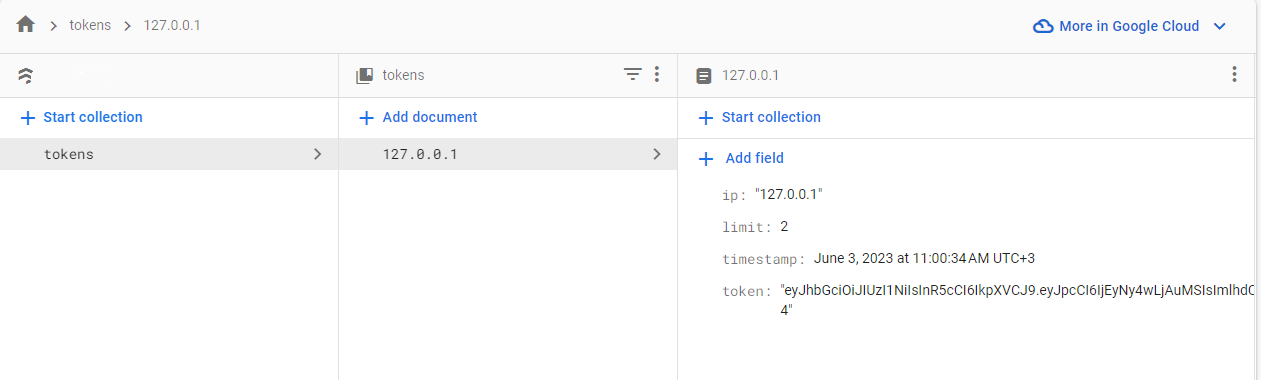 tokens 127.0.0.1
More in Google Cloud
tokens
127.0.0.1
Start collection
Add document
Start collection
tokens
127.0.0.1
Add field
ip: "127.0.0.1"
limit: 2
timestamp: June 3, 2023 at 11:00:34 AM UTC+3
token: "eyJhbGciOiJIUzI1NiIsInR5cCI6IkpXVCJ9.eyJpcCI6IjEyNy4wLjAuMSIsImlhdC
4"